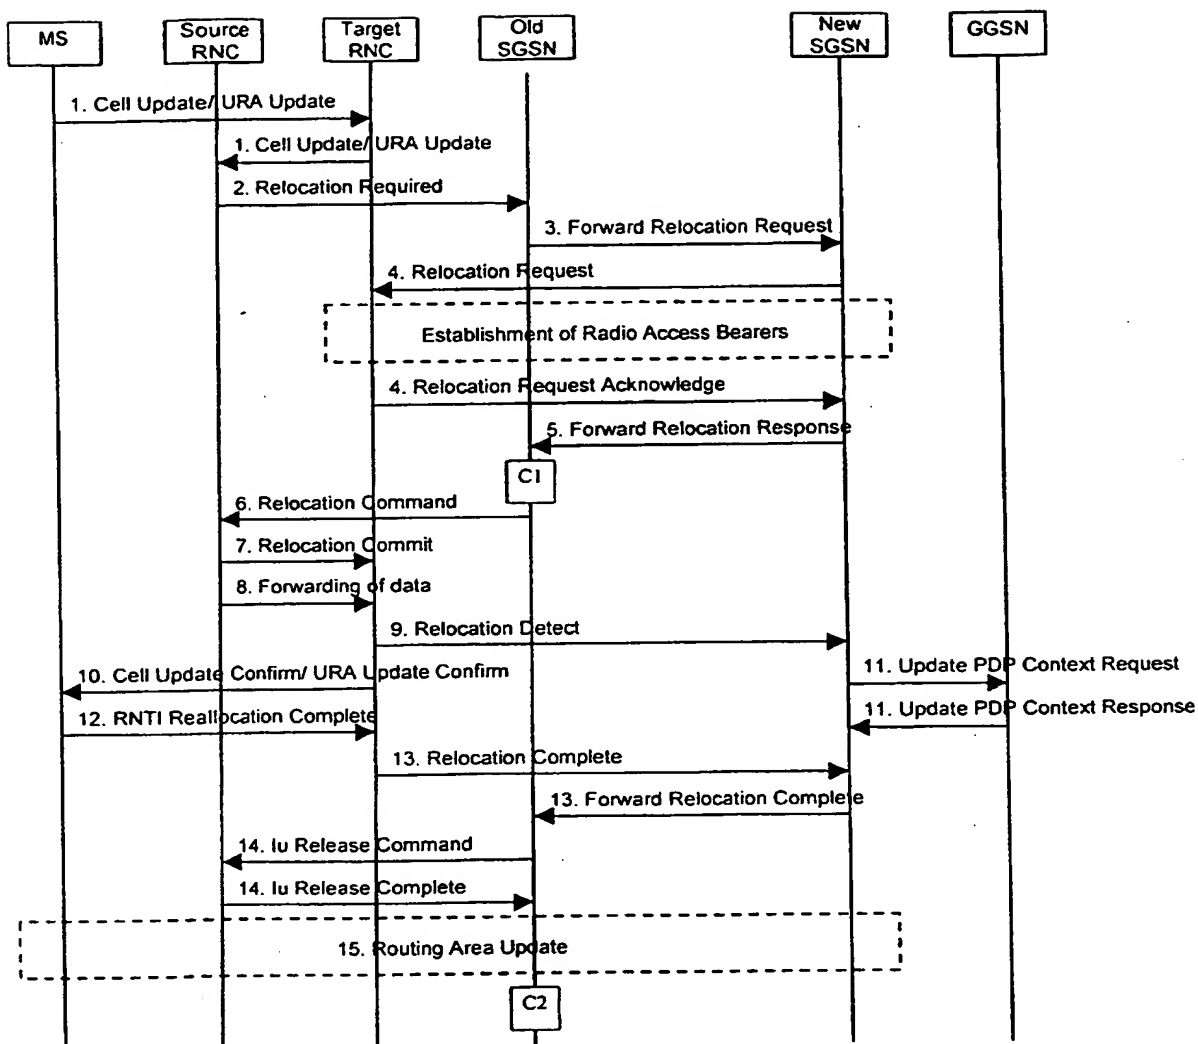 MS
Source
RNC
Target
RNC
Old
SGSN
New
SGSN
GGSN
1. Cell Update/ URA Update
1. Cell Update/ URA Update
2. Relocation Required
3. Forward Relocation Request
4. Relocation Request
Establishment of Radio Access Bearers
4. Relocation Request Acknowledge
5. Forward Relocation Response
C1
6. Relocation Command
7. Relocation Commit
8. Forwarding of data
9. Relocation Detect
10. Cell Update Confirm/ URA Update Confirm
11. Update PDP Context Request
12. RNTI Reallocation Complete
11. Update PDP Context Response
13. Relocation Complete
13. Forward Relocation Complete
14. Iu Release Command
14. Iu Release Complete
15. Routing Area Update
C2